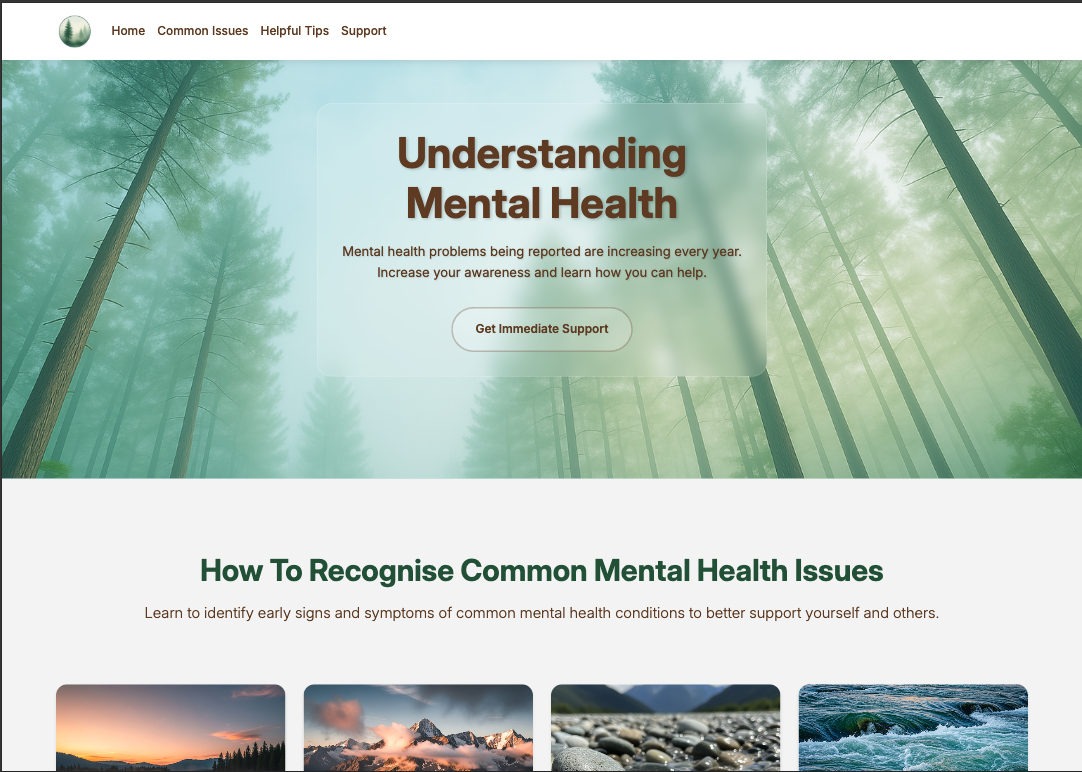 Home Common Issues Helpful Tips Support
Understanding
Mental Health
Mental health problems being reported are increasing every year.
Increase your awareness and learn how you can help.
Get Immediate Support
How To Recognise Common Mental Health Issues
Learn to identify early signs and symptoms of common mental health conditions to better support yourself and others.